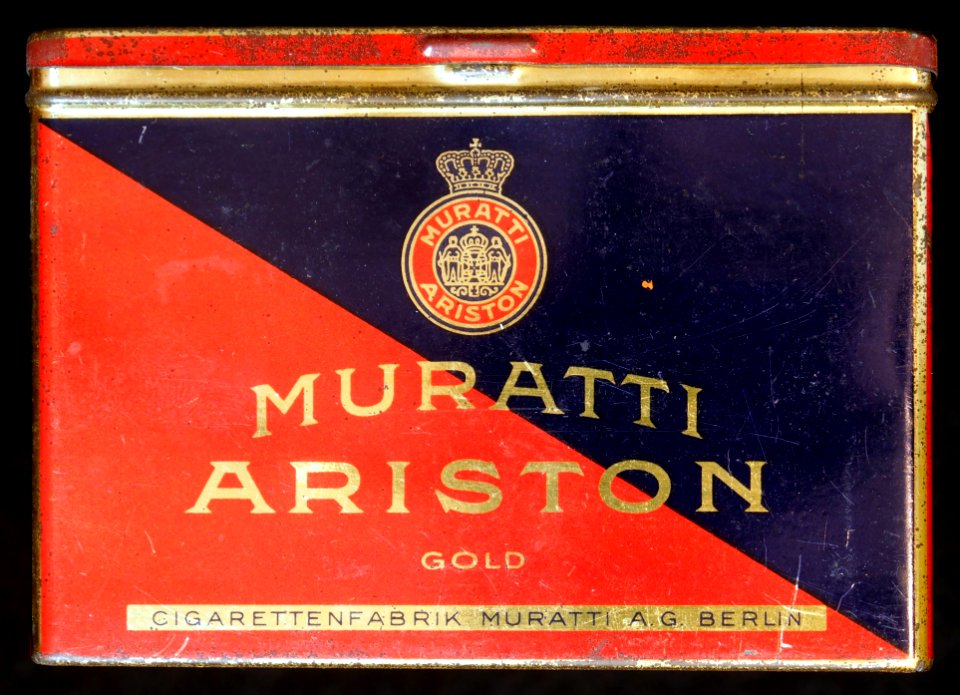 MURATTI
ARISTON
MURATTI
ARISTON
GOLD
CIGARETTENFABRIK MURATTI A.G. BERLIN